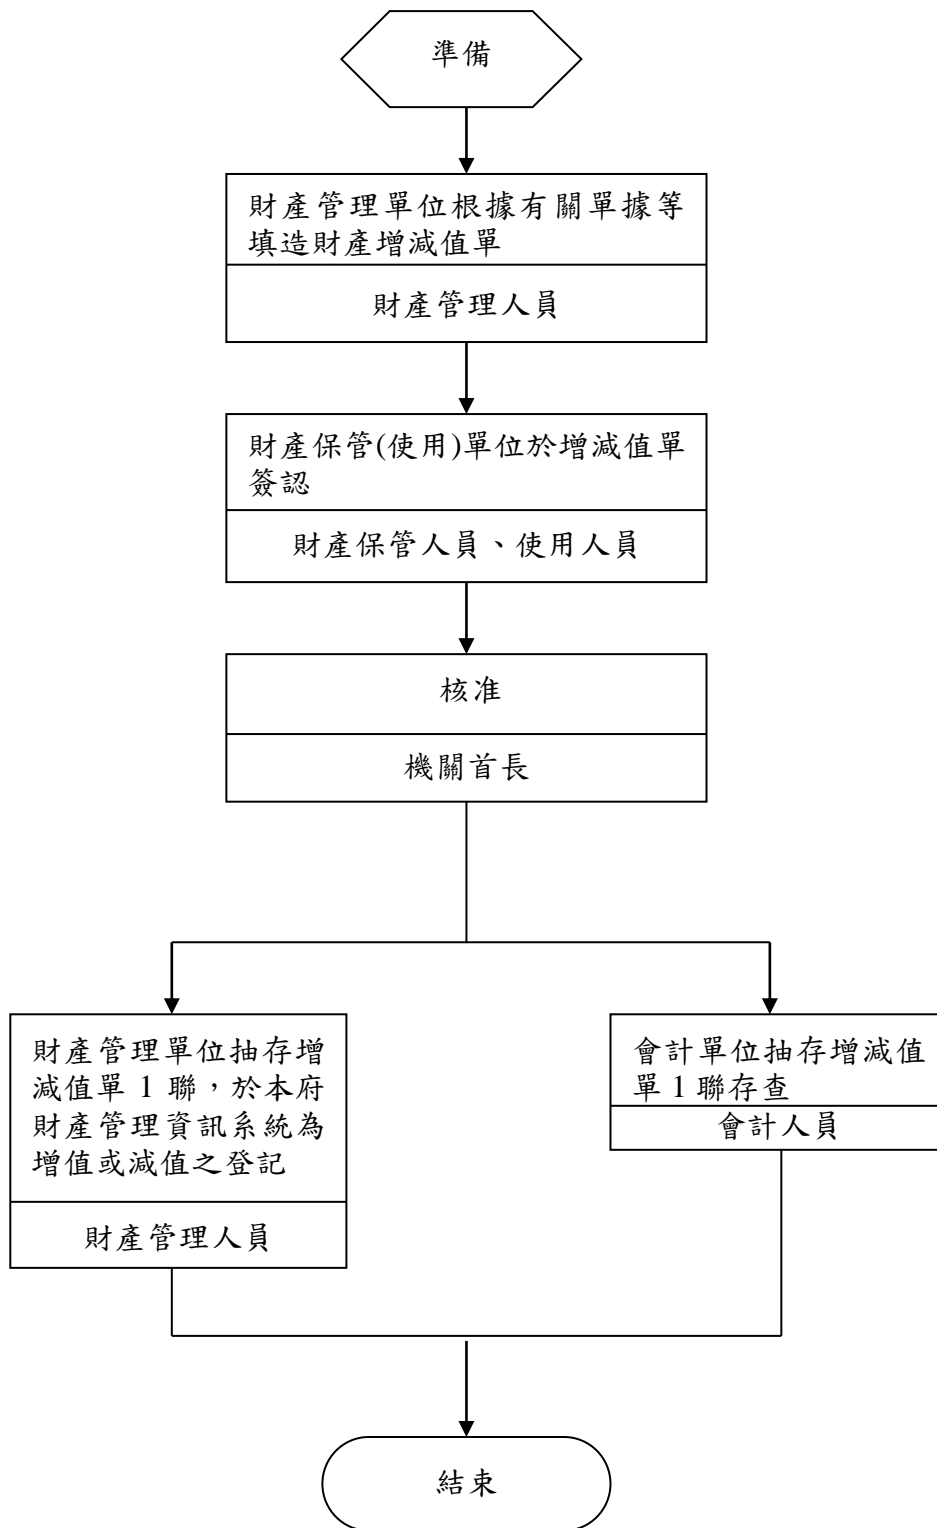 準備
財產管理單位根據有關單據等
填造財產增減值單
財產管理人員
財產保管(使用)單位於增減值單
簽認
財產保管人員、使用人員
核准
機關首長
財產管理單位抽存增
減值單 1 聯，於本府
財產管理資訊系統為
增值或減值之登記
財產管理人員
會計單位抽存增減值
單 1 聯存查
會計人員
結束